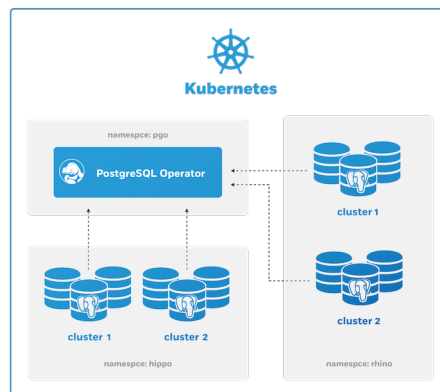 Kubernetes
namespce: pgo
PostgreSQL Operator
cluster 1
cluster 2
namespce: rhino
cluster 1
cluster 2
namespce: hippo